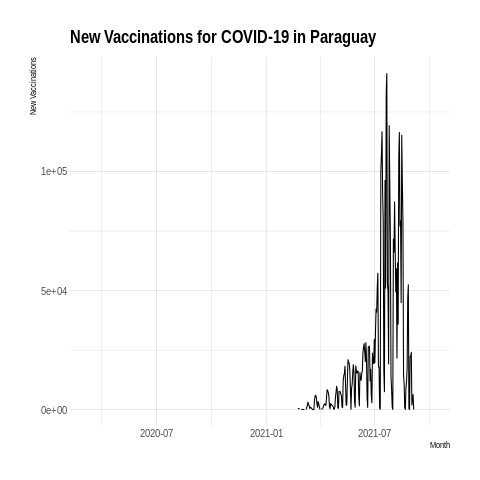 New Vaccinations for COVID-19 in Paraguay
New Vaccinations
1e+05
5e+04
0e+00
2020-07 2021-01 2021-07
Month